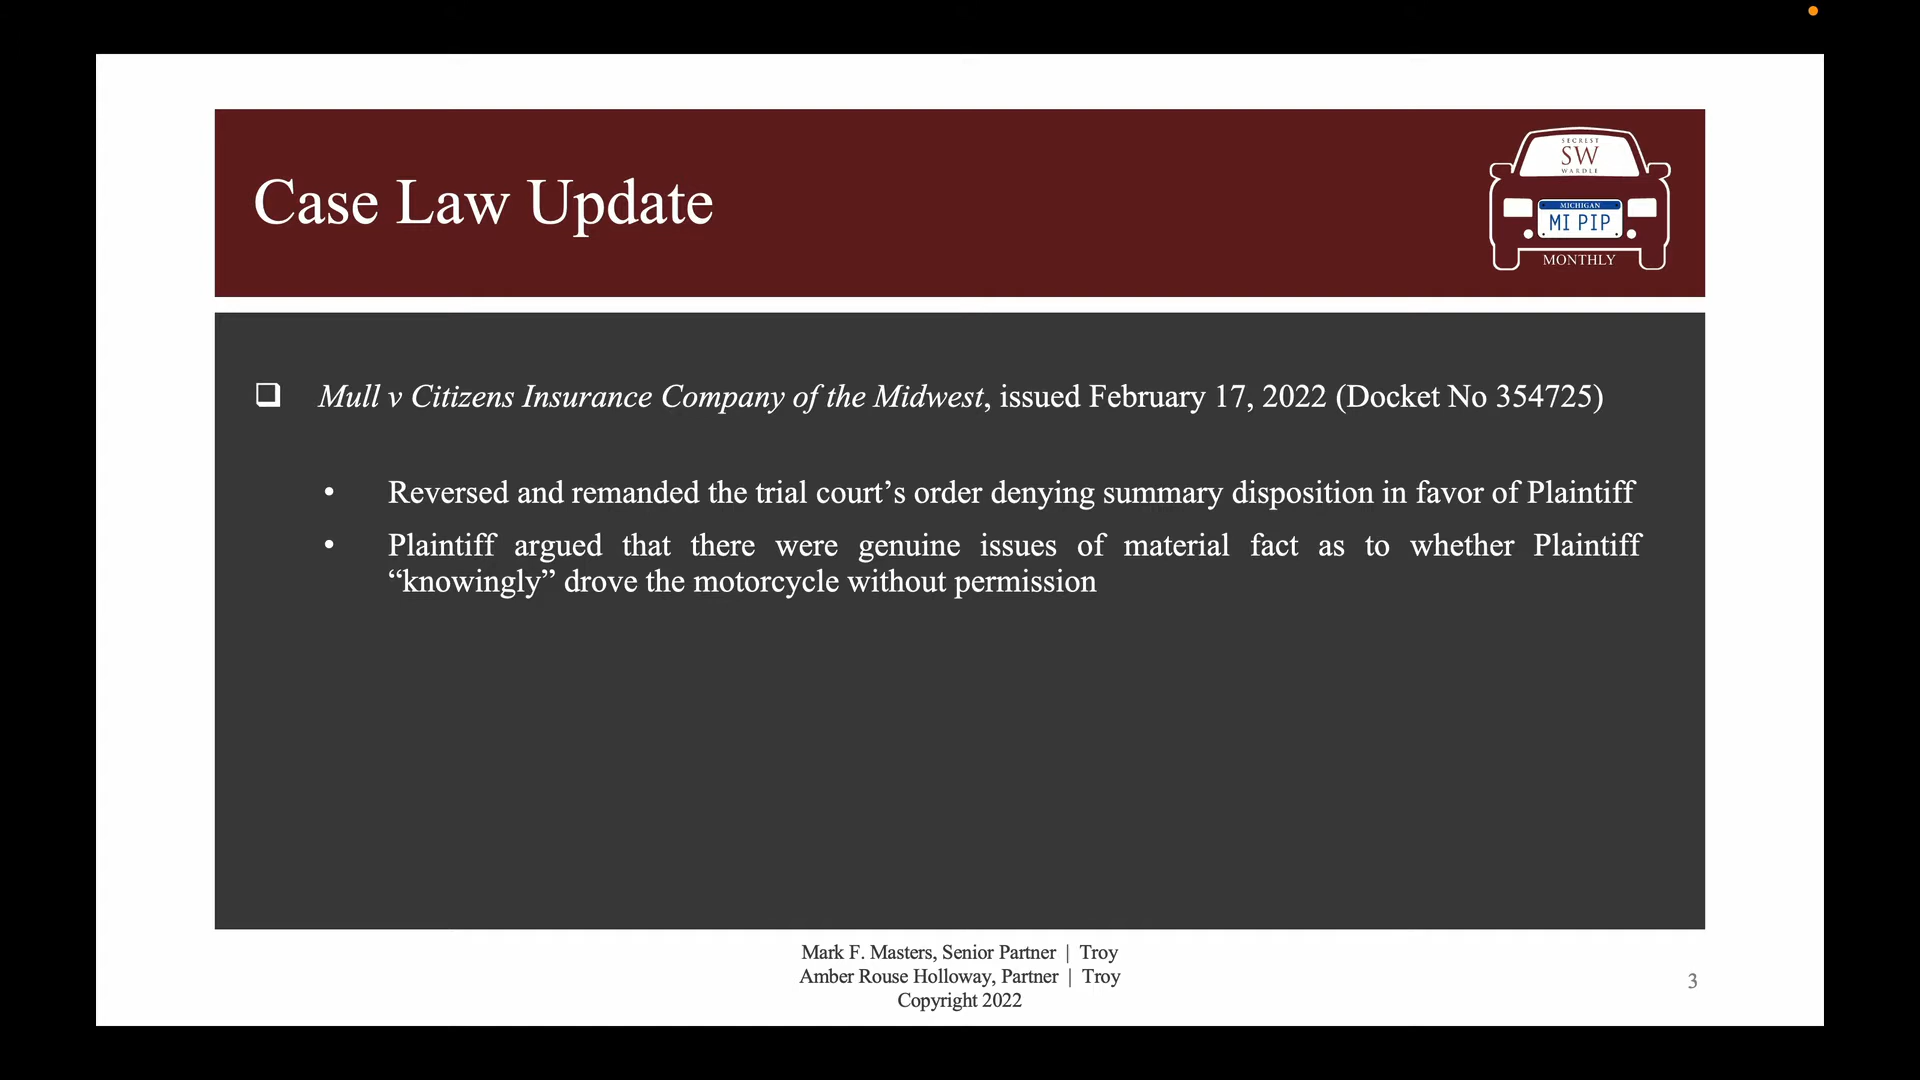 Case Law Update
SECREST
SW
WARDLE
MICHIGAN
MI PIP
MONTHLY
❑ Mull v Citizens Insurance Company of the Midwest, issued February 17, 2022 (Docket No 354725)
• Reversed and remanded the trial court’s order denying summary disposition in favor of Plaintiff
• Plaintiff argued that there were genuine issues of material fact as to whether Plaintiff
“knowingly” drove the motorcycle without permission
Mark F. Masters, Senior Partner | Troy
Amber Rouse Holloway, Partner | Troy
Copyright 2022
3